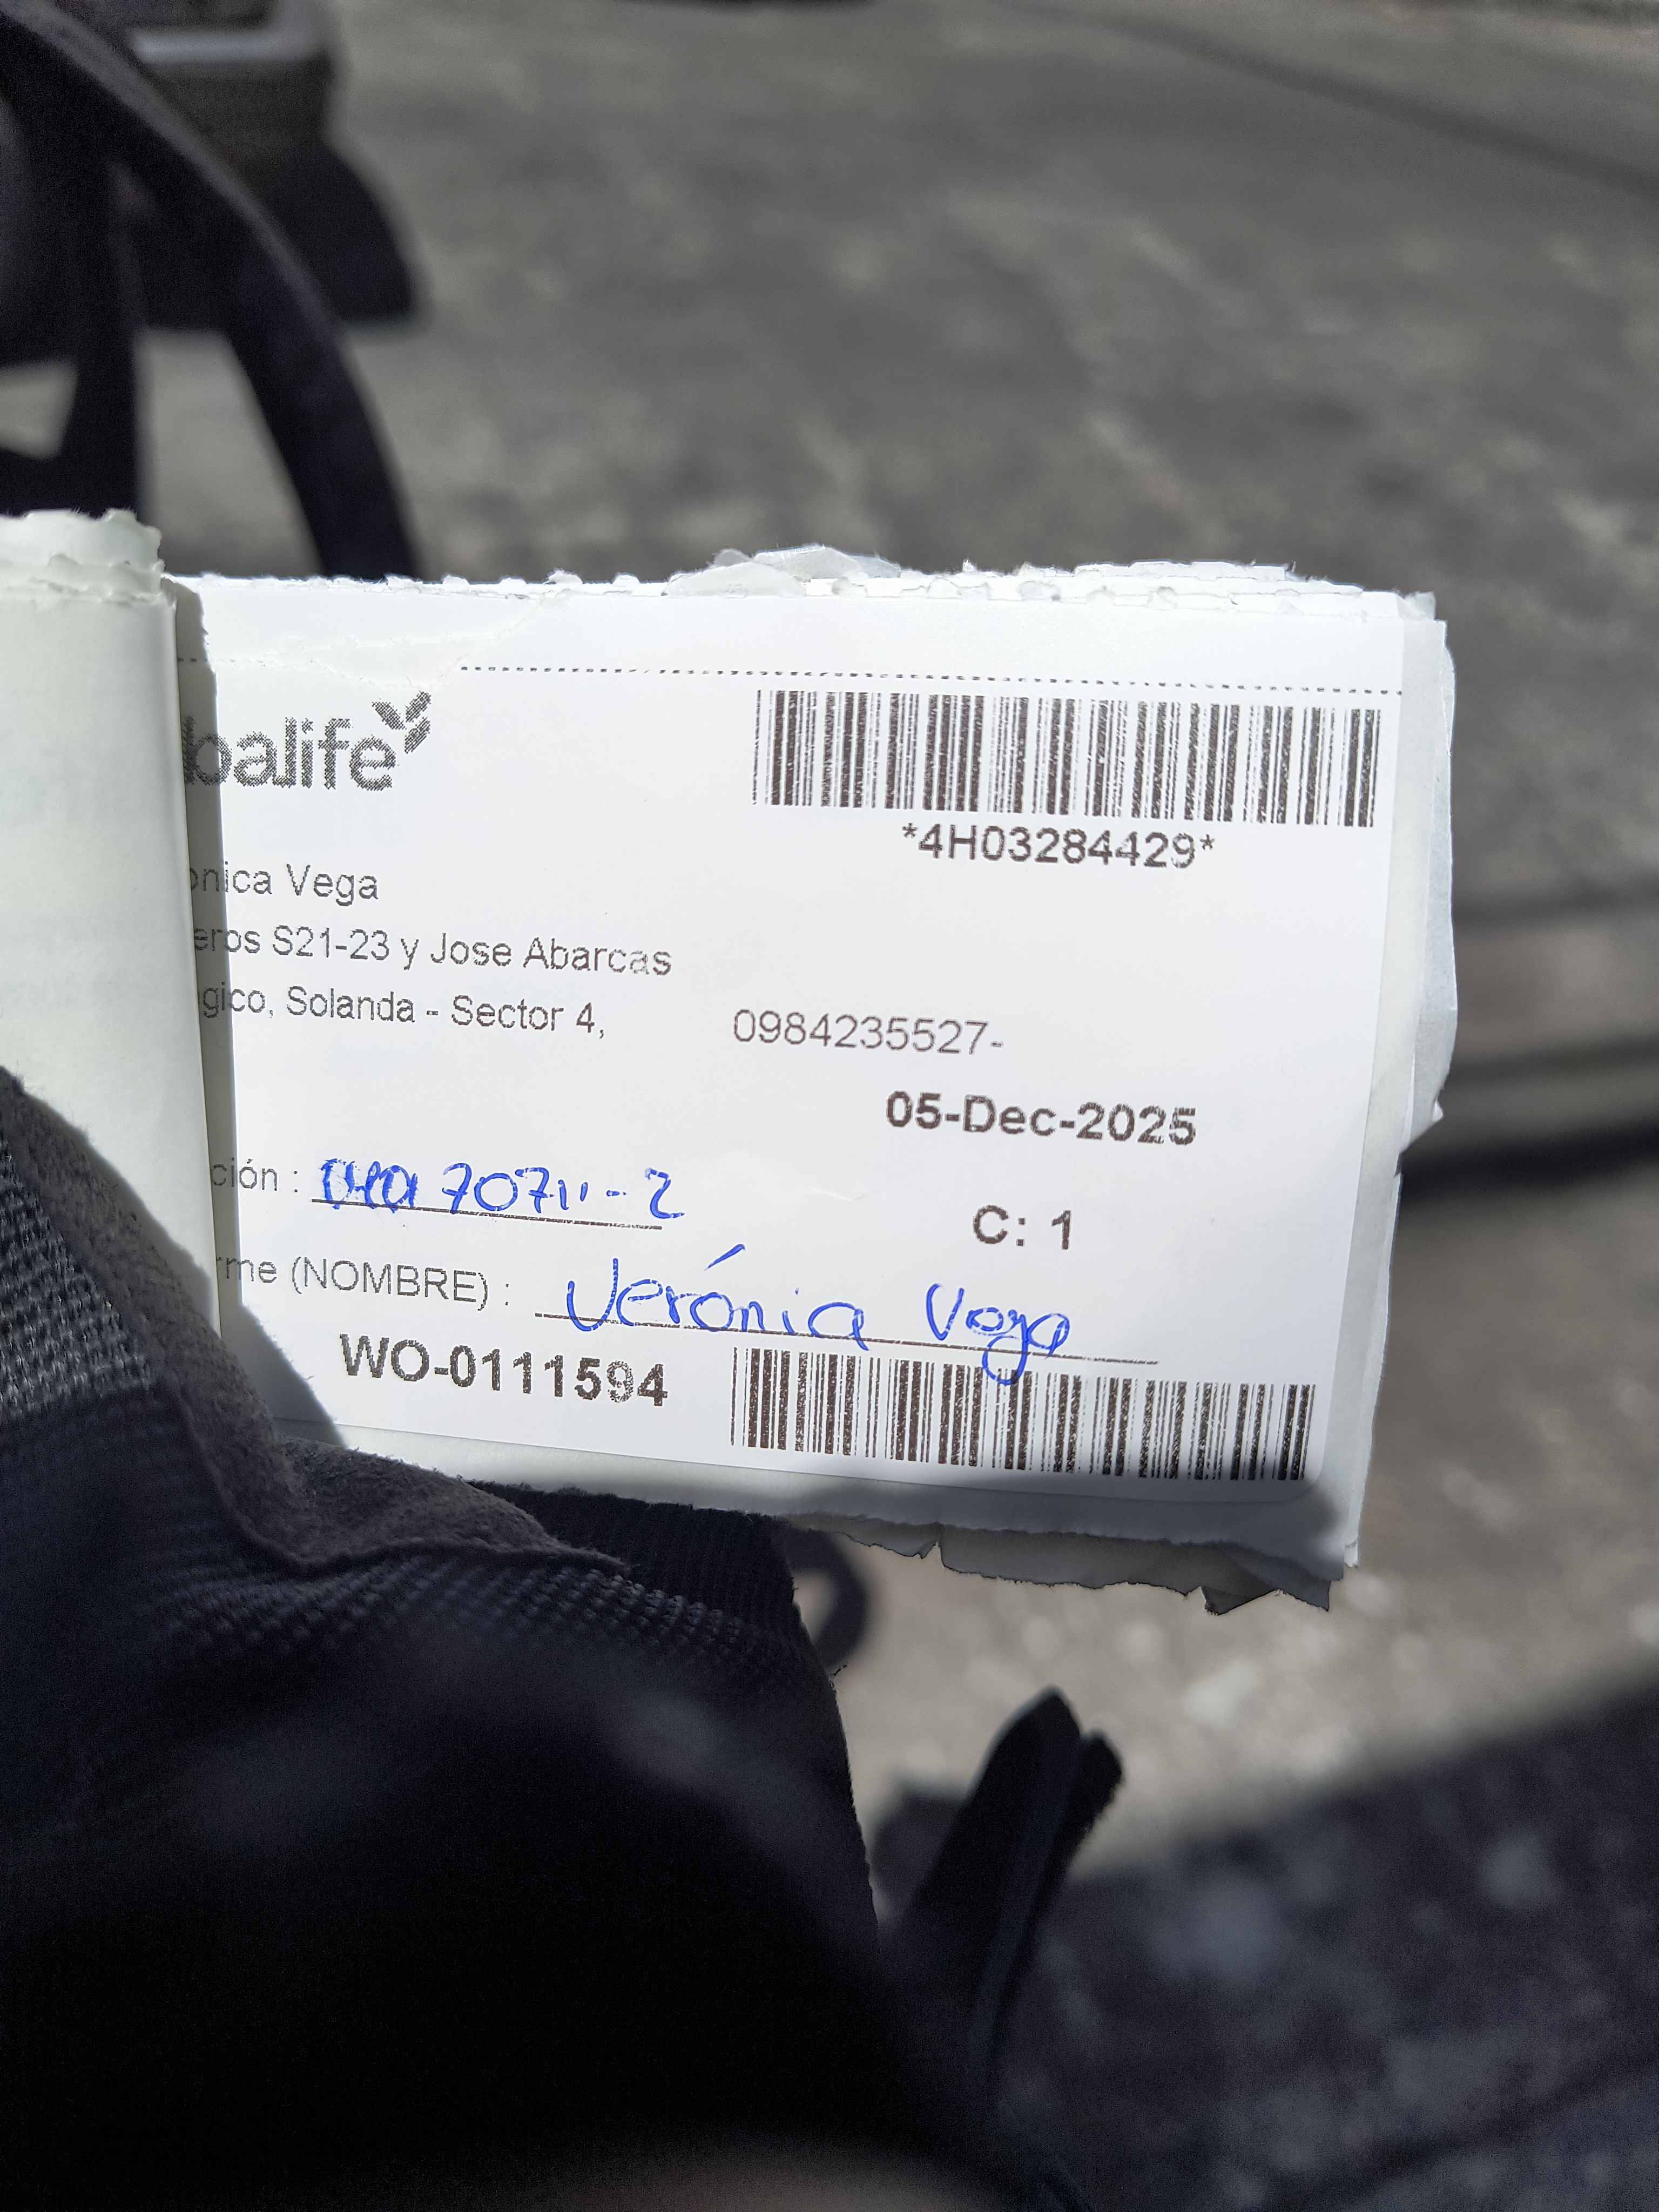 balife
*4H03284429*
onica Vega
eros S21-23 y Jose Abarcas
gico, Solanda - Sector 4,
0984235527-
05-Dec-2025
ción :
C: 1
rme (NOMBRE) : Verónia Vega
WO-0111594